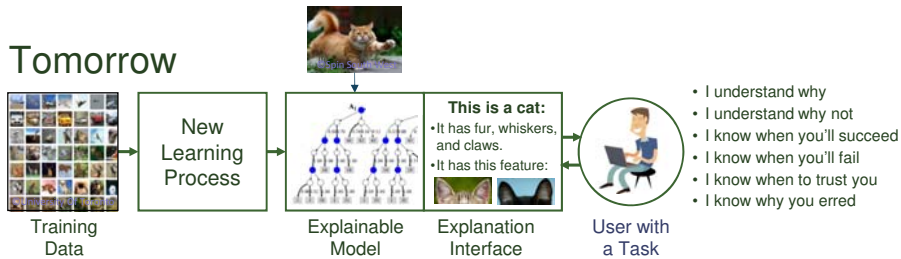 Tomorrow
New
Learning
Process
This is a cat:
•It has fur, whiskers,
and claws.
•It has this feature:
• I understand why
• I understand why not
• I know when you'll succeed
• I know when you'll fail
• I know when to trust you
• I know why you erred
Training
Data
Explainable
Model
Explanation
Interface
User with
a Task